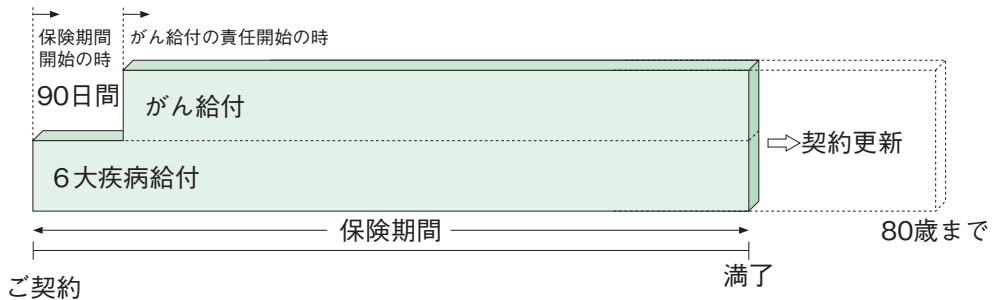 保険期間
開始の時
がん給付の責任開始の時
90日間
がん給付
６大疾病給付
契約更新
保険期間
80歳まで
ご契約
満了